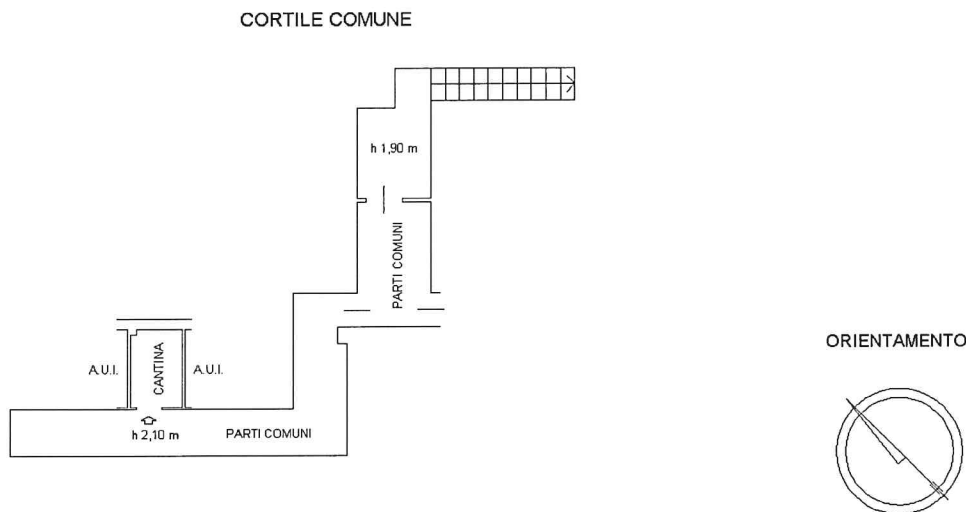 CORTILE COMUNE
h 1,90 m
PARTI COMUNI
ORIENTAMENTO
A.U.I.
CANTINA
A.U.I.
h 2,10 m
PARTI COMUNI